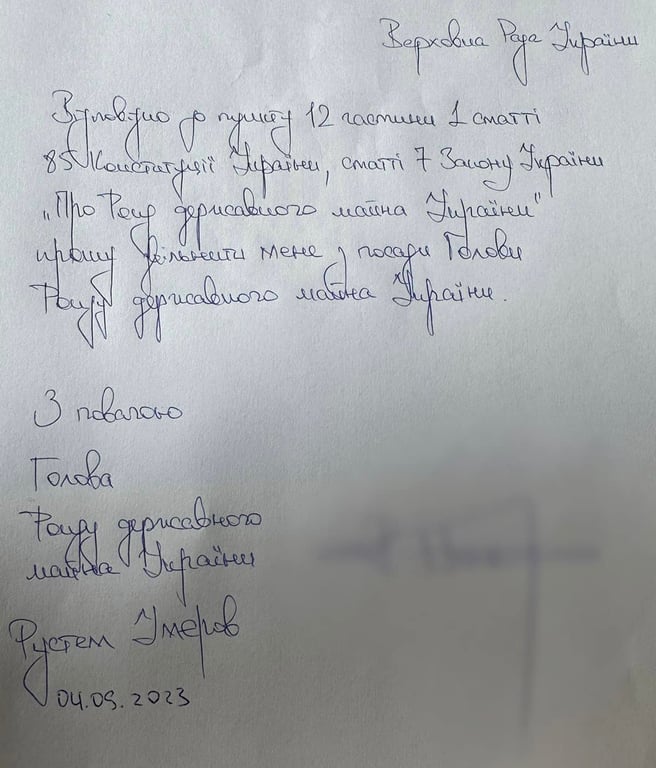 Верховна Рада України
Згідно до пункту 12 частини 1 статті
85 Конституції України, статті 7 Закону України
"Про Фонд державного майна України"
прошу звільнити мене з посади Голови
Фонду державного майна України.
З повагою
Голова
Фонду державного
майна України
Рустем Умеров
04.09.2023